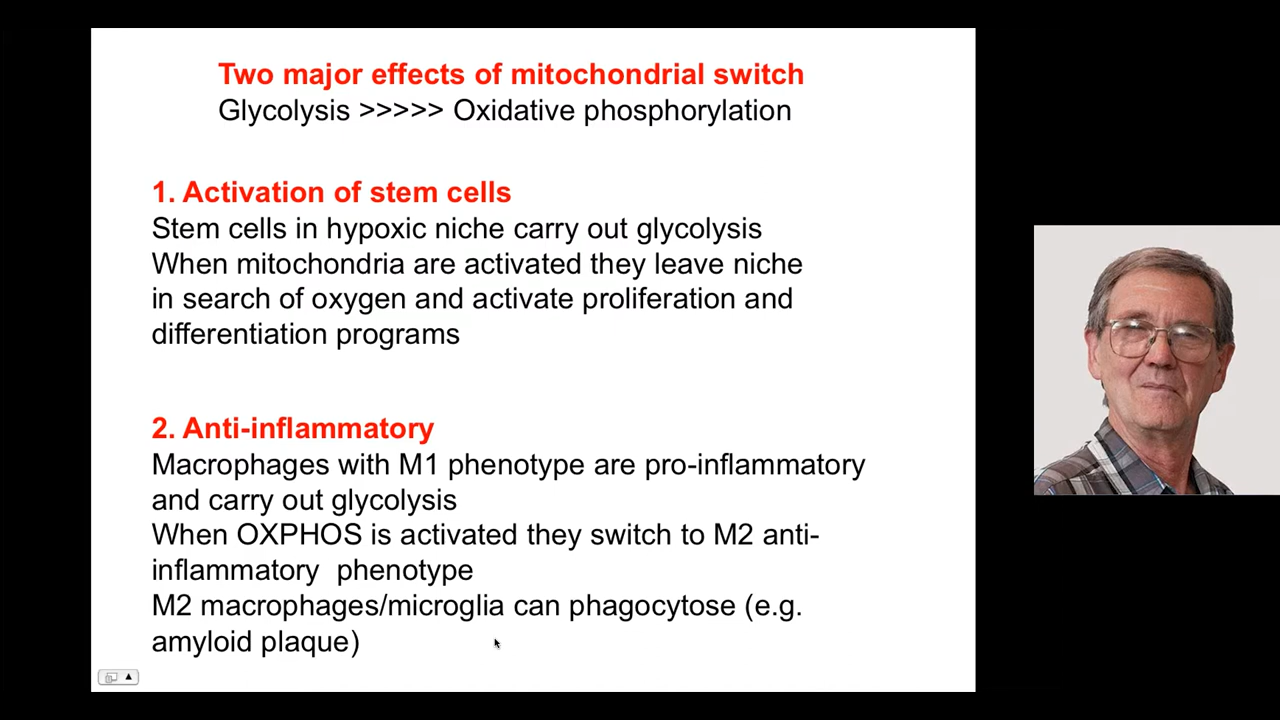 Two major effects of mitochondrial switch
Glycolysis >>>>> Oxidative phosphorylation
1. Activation of stem cells
Stem cells in hypoxic niche carry out glycolysis
When mitochondria are activated they leave niche
in search of oxygen and activate proliferation and
differentiation programs
2. Anti-inflammatory
Macrophages with M1 phenotype are pro-inflammatory
and carry out glycolysis
When OXPHOS is activated they switch to M2 anti-
inflammatory  phenotype
M2 macrophages/microglia can phagocytose (e.g.
amyloid plaque)